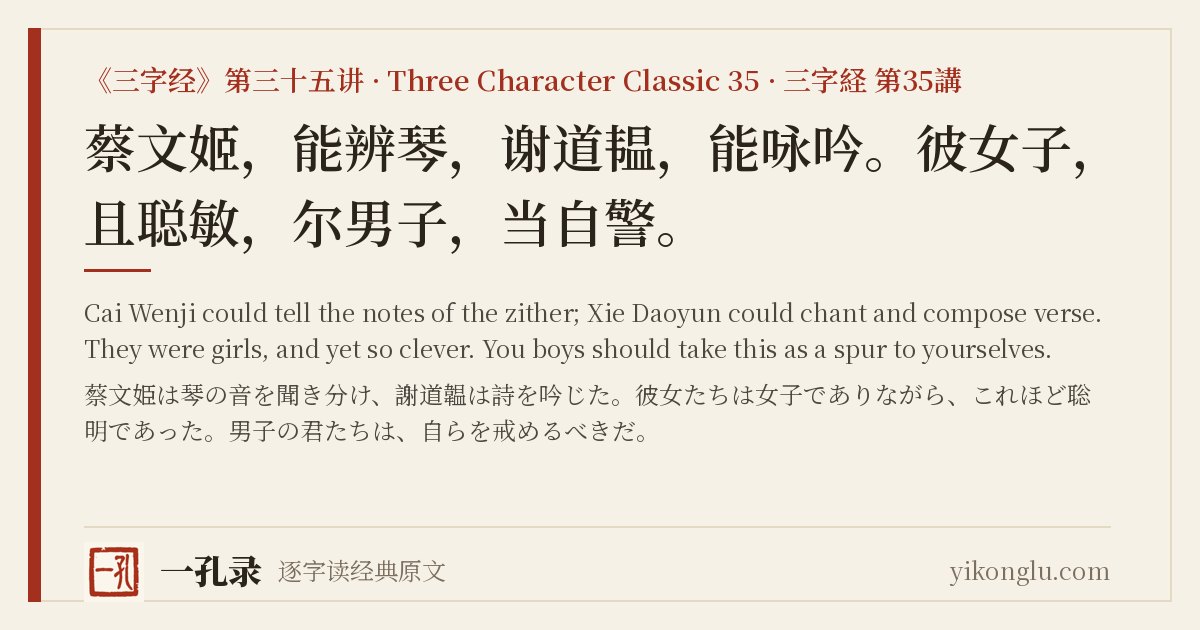 《三字经》第三十五讲 · Three Character Classic 35 · 三字経 第35講
蔡文姬，能辨琴，谢道韫，能咏吟。彼女子，
且聪敏，尔男子，当自警。
Cai Wenji could tell the notes of the zither; Xie Daoyun could chant and compose verse.
They were girls, and yet so clever. You boys should take this as a spur to yourselves.
蔡文姫は琴の音を聞き分け、謝道韞は詩を吟じた。彼女たちは女子でありながら、これほど聡
明であった。男子の君たちは、自らを戒めるべきだ。
一孔 一孔录 逐字读经典原文 yikonglu.com